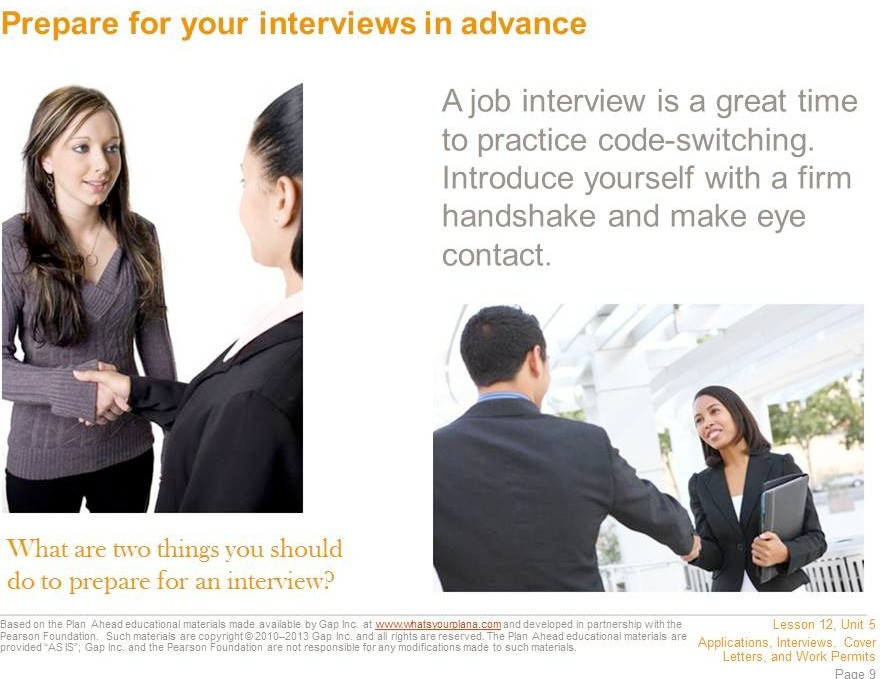 Prepare for your interviews in advance
A job interview is a great time
to practice code-switching.
Introduce yourself with a firm
handshake and make eye
contact.
What are two things you should
do to prepare for an interview?
Based on the Plan Ahead educational materials made available by Gap Inc. at www.whatsyourplana.com and developed in partnership with the
Pearson Foundation. Such materials are copyright © 2010–2013 Gap Inc. and all rights are reserved. The Plan Ahead educational materials are
provided "AS IS"; Gap Inc. and the Pearson Foundation are not responsible for any modifications made to such materials.
Lesson 12, Unit 5
Applications, Interviews, Cover
Letters, and Work Permits
Page 9